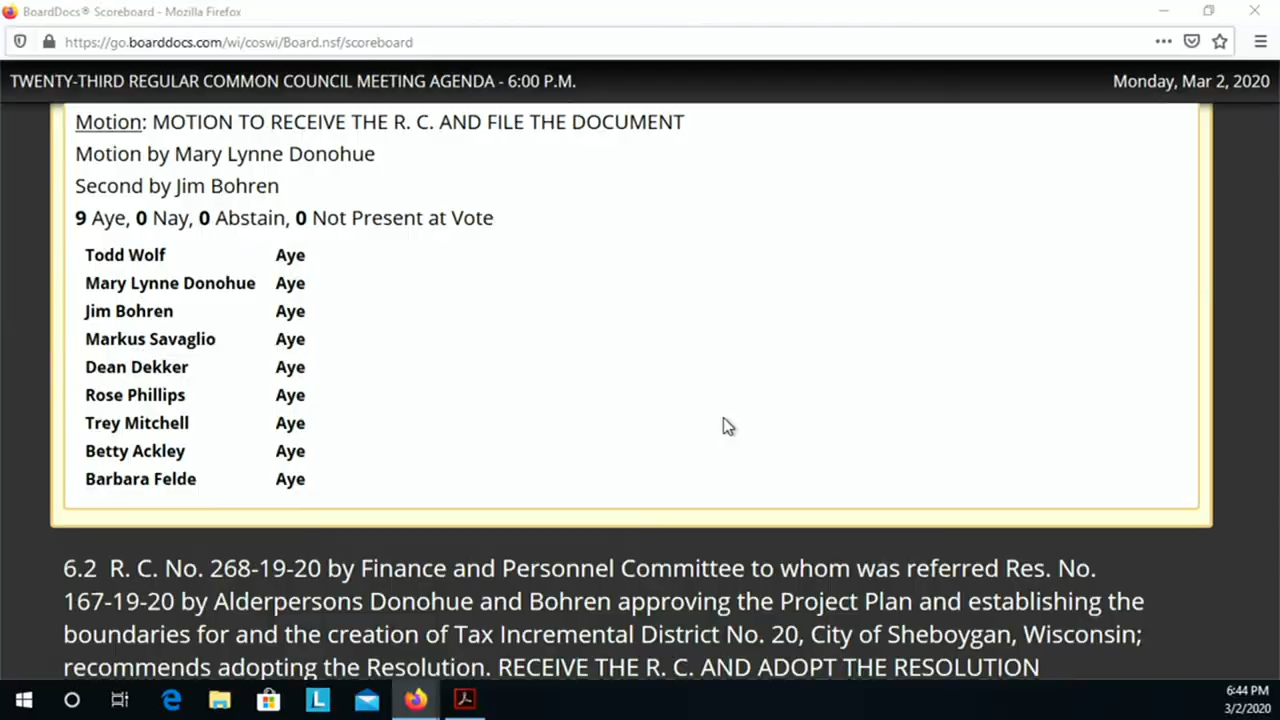 BoardDocs® Scoreboard - Mozilla Firefox
https://go.boarddocs.com/wi/coswi/Board.nsf/scoreboard
TWENTY-THIRD REGULAR COMMON COUNCIL MEETING AGENDA - 6:00 P.M. Monday, Mar 2, 2020
Motion: MOTION TO RECEIVE THE R. C. AND FILE THE DOCUMENT
Motion by Mary Lynne Donohue
Second by Jim Bohren
9 Aye, 0 Nay, 0 Abstain, 0 Not Present at Vote
Todd Wolf Aye
Mary Lynne Donohue Aye
Jim Bohren Aye
Markus Savaglio Aye
Dean Dekker Aye
Rose Phillips Aye
Trey Mitchell Aye
Betty Ackley Aye
Barbara Felde Aye
6.2 R. C. No. 268-19-20 by Finance and Personnel Committee to whom was referred Res. No.
167-19-20 by Alderpersons Donohue and Bohren approving the Project Plan and establishing the
boundaries for and the creation of Tax Incremental District No. 20, City of Sheboygan, Wisconsin;
recommends adopting the Resolution. RECEIVE THE R. C. AND ADOPT THE RESOLUTION
L
6:44 PM
3/2/2020